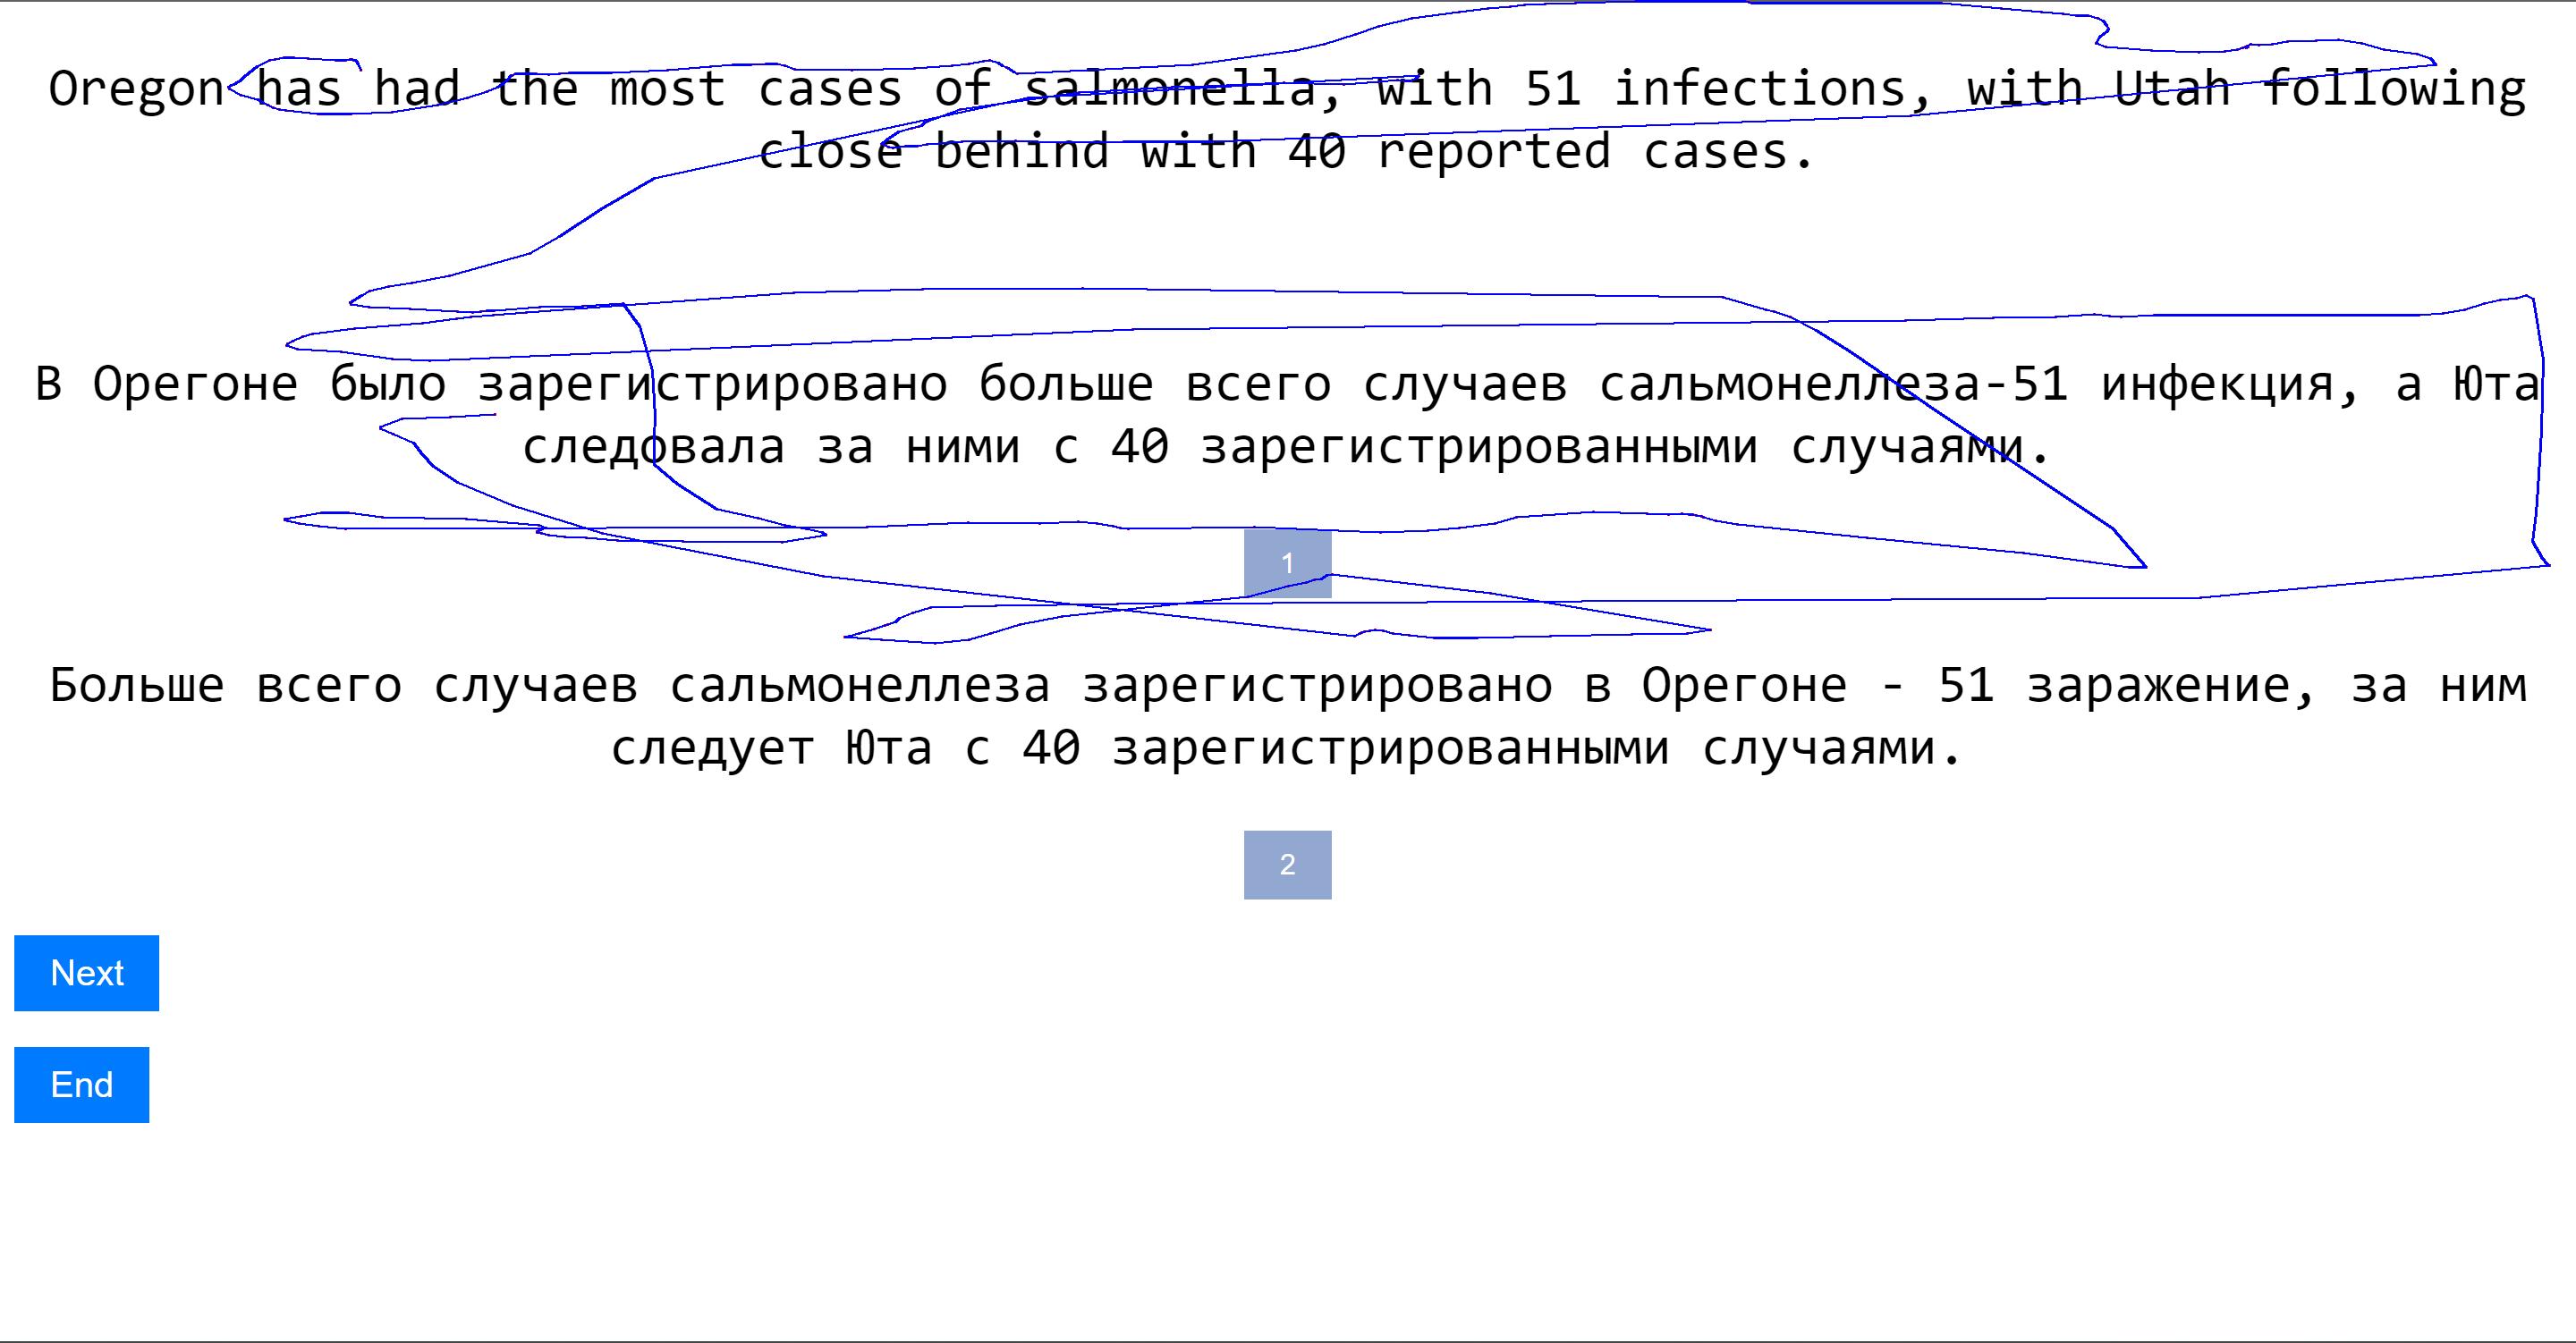 Oregon has had the most cases of salmonella, with 51 infections, with Utah following
close behind with 40 reported cases.
В Орегоне было зарегистрировано больше всего случаев сальмонеллеза-51 инфекция, а Юта
следовала за ними с 40 зарегистрированными случаями.
1
Больше всего случаев сальмонеллеза зарегистрировано в Орегоне - 51 заражение, за ним
следует Юта с 40 зарегистрированными случаями.
2
Next
End